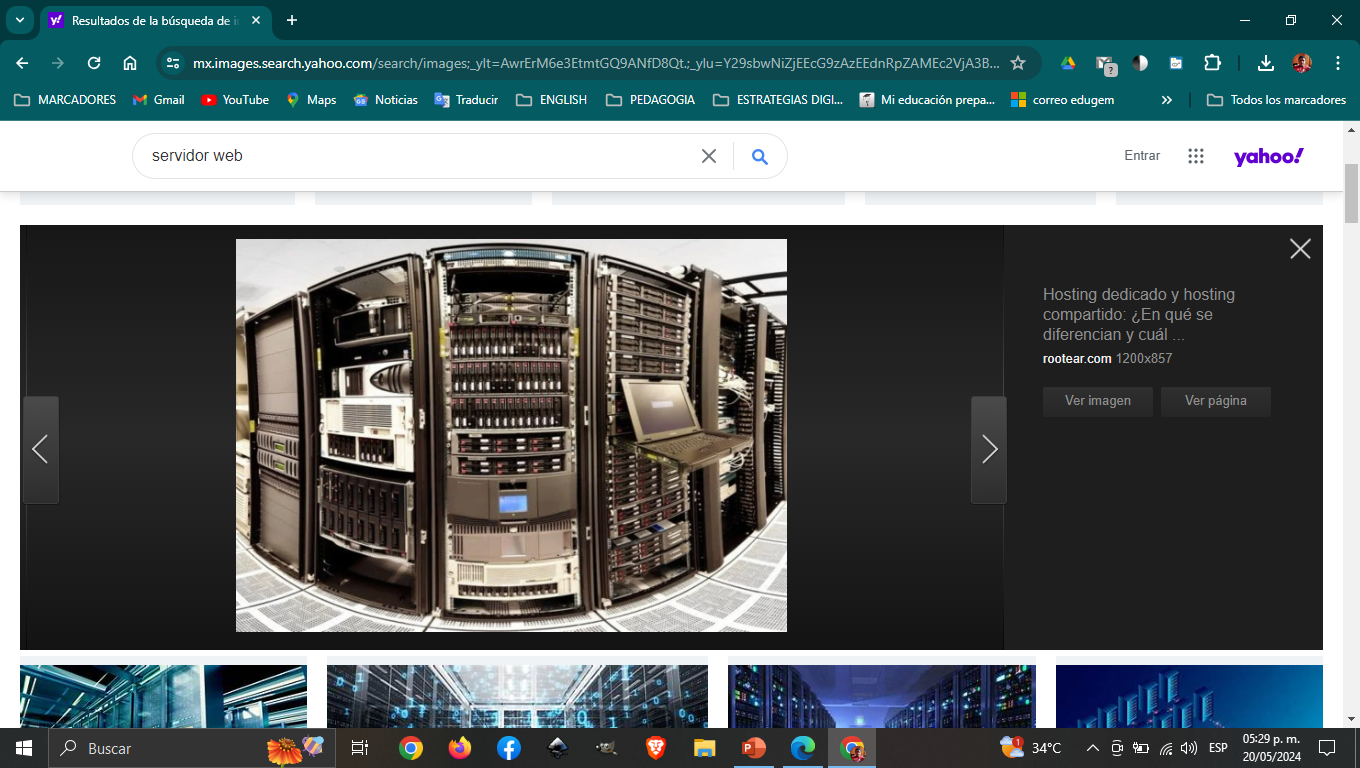 Resultados de la búsqueda de i
mx.images.search.yahoo.com/search/images;_ylt=AwrErM6e3EtmtGQ9ANfD8Qt.;_ylu=Y29sbwNiZjEEcG9zAzEEdnRpZAMEc2VjA3B...
MARCADORES Gmail YouTube Maps Noticias Traducir ENGLISH PEDAGOGIA ESTRATEGIAS DIGI... Mi educación prepa... correo edugem » Todos los marcadores
servidor web
Entrar
yahoo!
Hosting dedicado y hosting
compartido: ¿En qué se
diferencian y cuál ...
rootear.com 1200x857
Ver imagen Ver página
Buscar
1
34°C
ESP
05:29 p. m.
20/05/2024